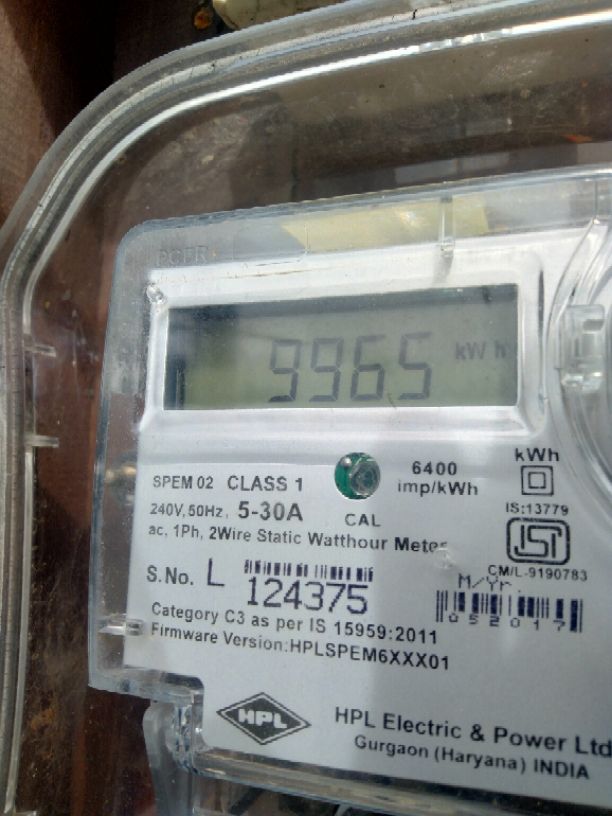 9965 kWh
6400
imp/kWh
kWh
SPEM 02 CLASS 1
240V, 50Hz, 5-30A
CAL
IS:13779
ac, 1Ph, 2Wire Static Watthour Meter
ISI
CM/L-9190783
S.No. L 124375
M/Yr.
052017
Category C3 as per IS 15959:2011
Firmware Version:HPLSPEM6XXX01
HPL
HPL Electric & Power Ltd
Gurgaon (Haryana) INDIA